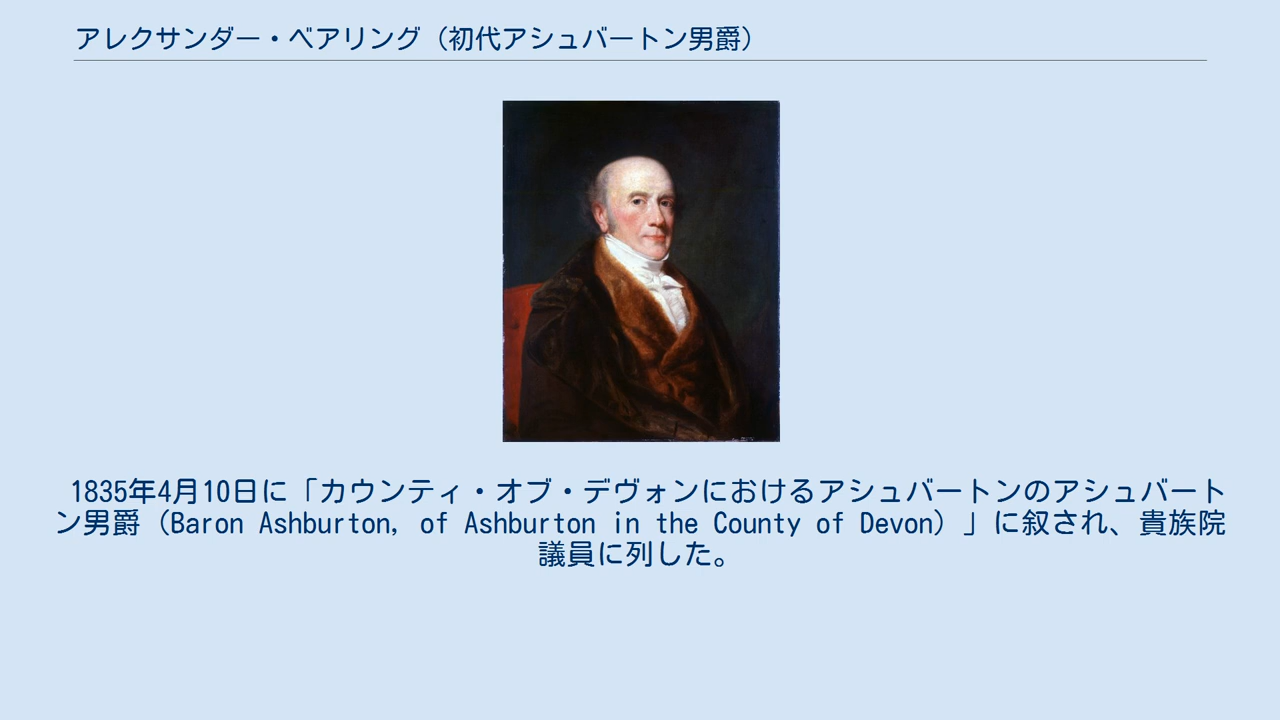 アレクサンダー・ベアリング（初代アシュバートン男爵）
1835年4月10日に「カウンティ・オブ・デヴォンにおけるアシュバートンのアシュバート
ン男爵（Baron Ashburton, of Ashburton in the County of Devon）」に叙され、貴族院
議員に列した。